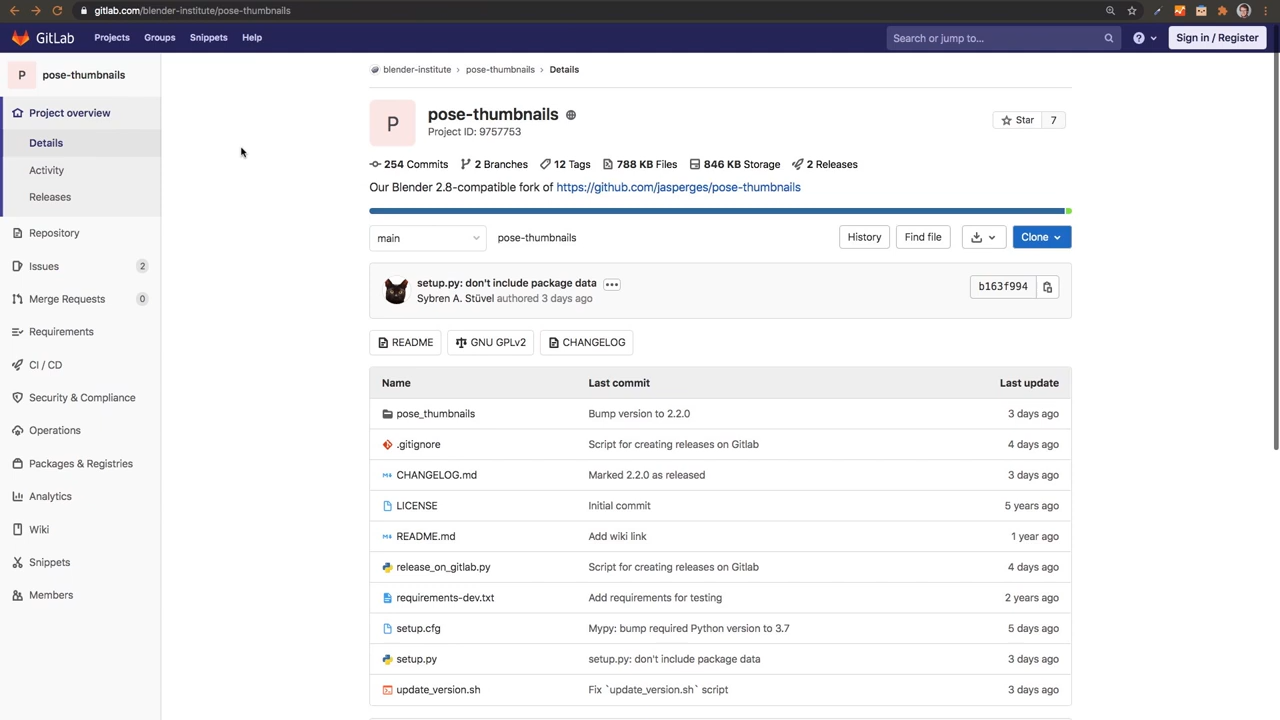 gitlab.com/blender-institute/pose-thumbnails
GitLab Projects Groups Snippets Help Search or jump to... Sign in / Register
P pose-thumbnails
Project overview
Details
Activity
Releases
Repository
Issues 2
Merge Requests 0
Requirements
CI / CD
Security & Compliance
Operations
Packages & Registries
Analytics
Wiki
Snippets
Members
blender-institute › pose-thumbnails › Details
P
pose-thumbnails
Project ID: 9757753
Star 7
254 Commits 2 Branches 12 Tags 788 KB Files 846 KB Storage 2 Releases
Our Blender 2.8-compatible fork of https://github.com/jasperges/pose-thumbnails
main pose-thumbnails History Find file Clone
setup.py: don't include package data
Sybren A. Stüvel authored 3 days ago
b163f994
README GNU GPLv2 CHANGELOG
Name Last commit Last update
pose_thumbnails Bump version to 2.2.0 3 days ago
.gitignore Script for creating releases on Gitlab 4 days ago
CHANGELOG.md Marked 2.2.0 as released 3 days ago
LICENSE Initial commit 5 years ago
README.md Add wiki link 1 year ago
release_on_gitlab.py Script for creating releases on Gitlab 4 days ago
requirements-dev.txt Add requirements for testing 2 years ago
setup.cfg Mypy: bump required Python version to 3.7 5 days ago
setup.py setup.py: don't include package data 3 days ago
update_version.sh Fix `update_version.sh` script 3 days ago